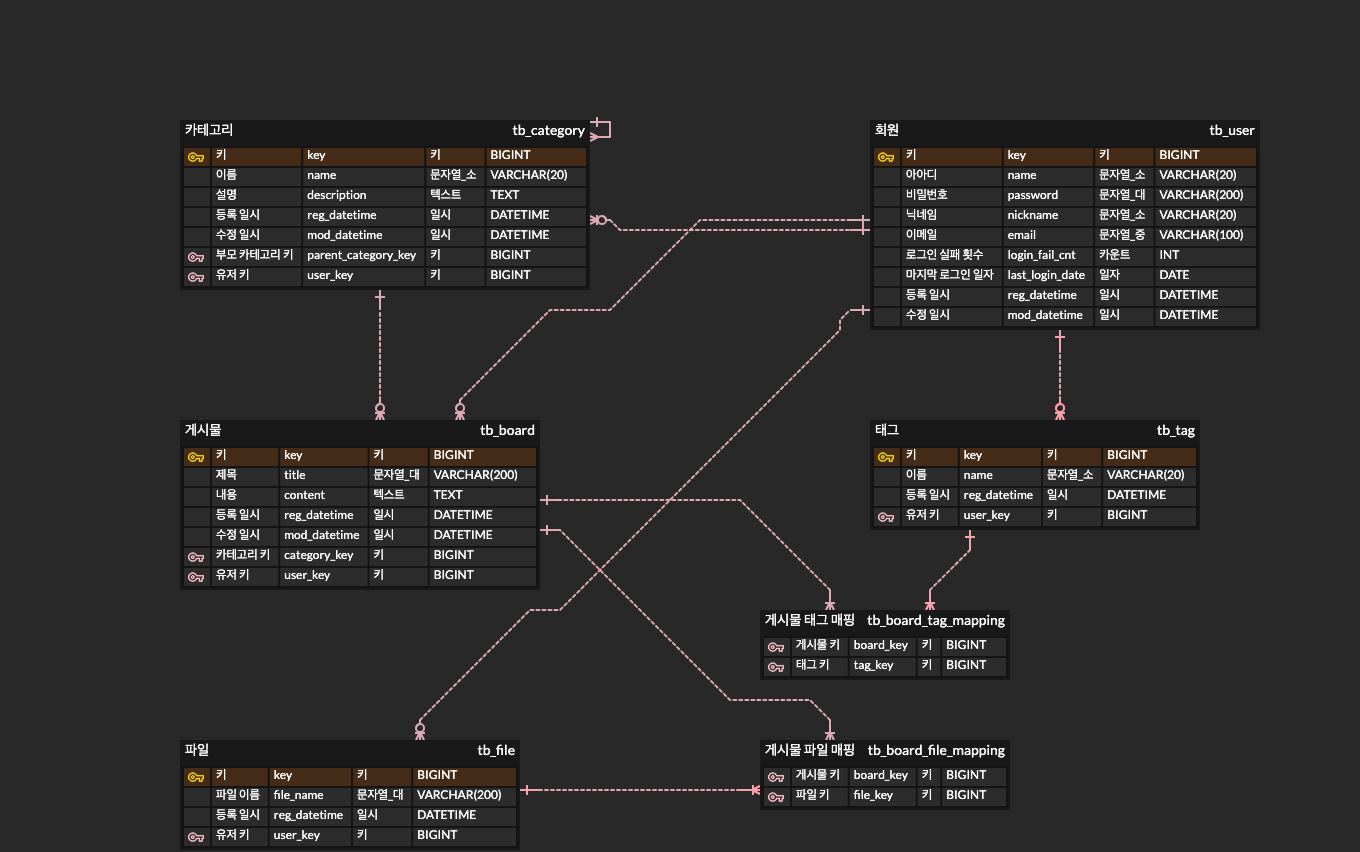 카테고리 tb_category
키 key 키 BIGINT
이름 name 문자열_소 VARCHAR(20)
설명 description 텍스트 TEXT
등록 일시 reg_datetime 일시 DATETIME
수정 일시 mod_datetime 일시 DATETIME
부모 카테고리 키 parent_category_key 키 BIGINT
유저 키 user_key 키 BIGINT
회원 tb_user
키 key 키 BIGINT
아아디 name 문자열_소 VARCHAR(20)
비밀번호 password 문자열_대 VARCHAR(200)
닉네임 nickname 문자열_소 VARCHAR(20)
이메일 email 문자열_중 VARCHAR(100)
로그인 실패 횟수 login_fail_cnt 카운트 INT
마지막 로그인 일자 last_login_date 일자 DATE
등록 일시 reg_datetime 일시 DATETIME
수정 일시 mod_datetime 일시 DATETIME
게시물 tb_board
키 key 키 BIGINT
제목 title 문자열_대 VARCHAR(200)
내용 content 텍스트 TEXT
등록 일시 reg_datetime 일시 DATETIME
수정 일시 mod_datetime 일시 DATETIME
카테고리 키 category_key 키 BIGINT
유저 키 user_key 키 BIGINT
태그 tb_tag
키 key 키 BIGINT
이름 name 문자열_소 VARCHAR(20)
등록 일시 reg_datetime 일시 DATETIME
유저 키 user_key 키 BIGINT
게시물 태그 매핑 tb_board_tag_mapping
게시물 키 board_key 키 BIGINT
태그 키 tag_key 키 BIGINT
파일 tb_file
키 key 키 BIGINT
파일 이름 file_name 문자열_대 VARCHAR(200)
등록 일시 reg_datetime 일시 DATETIME
유저 키 user_key 키 BIGINT
게시물 파일 매핑 tb_board_file_mapping
게시물 키 board_key 키 BIGINT
파일 키 file_key 키 BIGINT